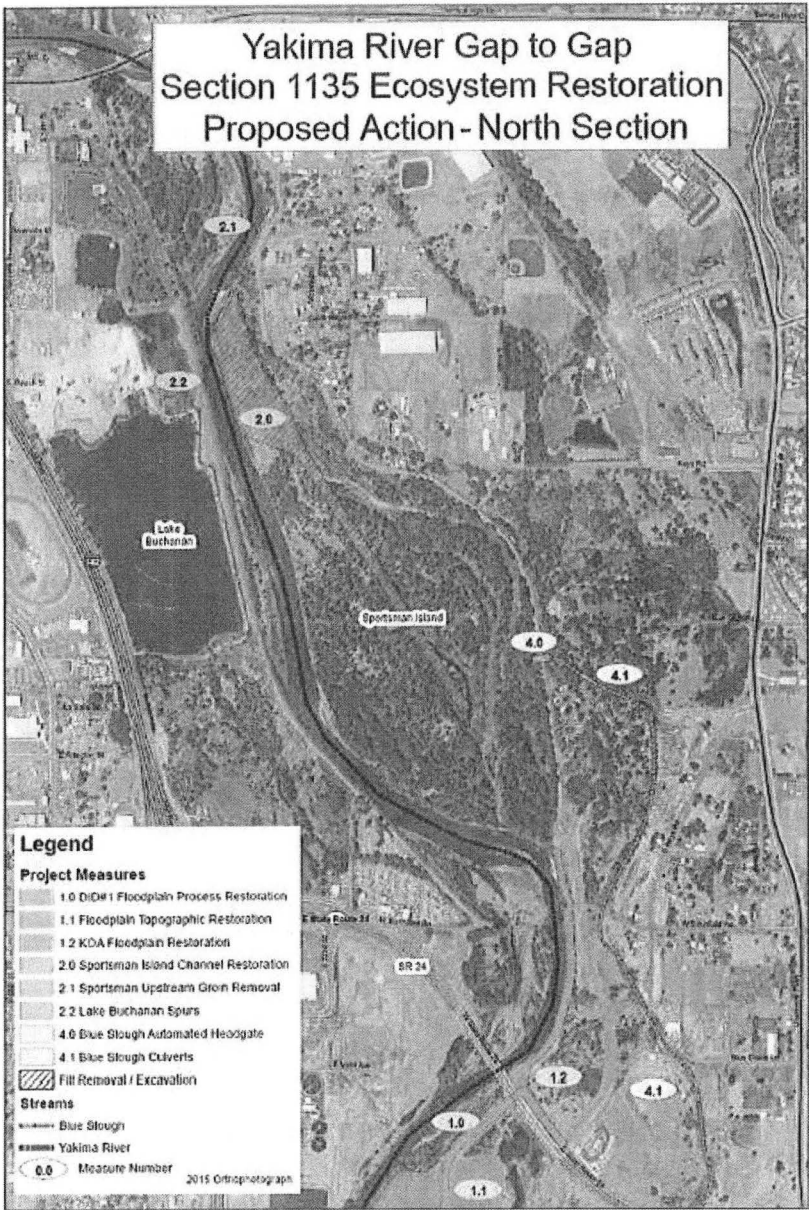 Yakima River Gap to Gap
Section 1135 Ecosystem Restoration
Proposed Action - North Section
2.1
2.2
2.0
Lake
Buchanan
Sportsman Island
4.0
4.1
SR 24
1.2
4.1
1.0
1.1
Legend
Project Measures
1.0 DID#1 Floodplain Process Restoration
1.1 Floodplain Topographic Restoration
1.2 KOA Floodplain Restoration
2.0 Sportsman Island Channel Restoration
2.1 Sportsman Upstream Groin Removal
2.2 Lake Buchanan Spurs
4.0 Blue Slough Automated Headgate
4.1 Blue Slough Culverts
Fill Removal / Excavation
Streams
Blue Slough
Yakima River
0.0 Measure Number
2015 Orthophotograph
E State Route 24